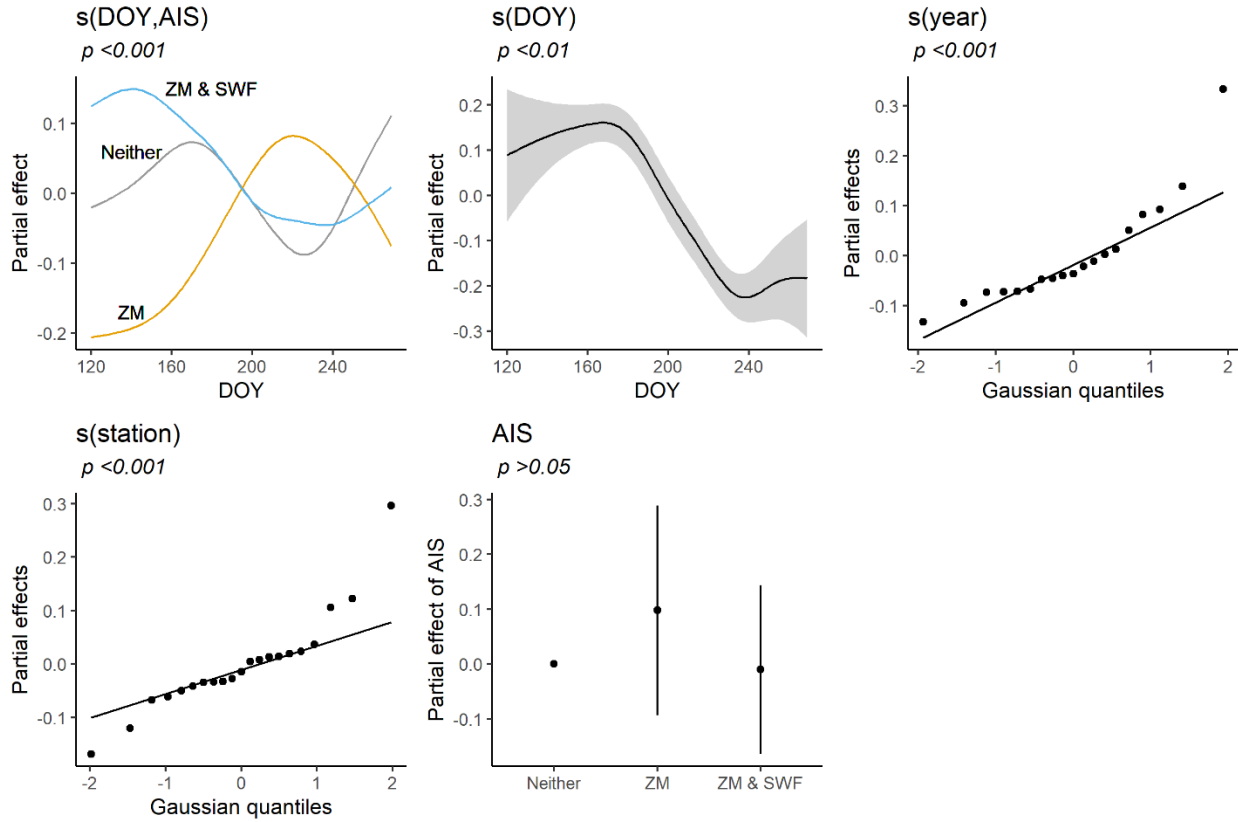 s(DOY,AIS)
p <0.001
ZM & SWF
Neither
ZM
0.1
0.0
-0.1
-0.2
Partial effect
120
160
200
240
DOY
s(DOY)
p <0.01
0.2
0.1
0.0
-0.1
-0.2
-0.3
Partial effect
120
160
200
240
DOY
s(year)
p <0.001
0.3
0.2
0.1
0.0
-0.1
Partial effects
-2
-1
0
1
2
Gaussian quantiles
s(station)
p <0.001
0.3
0.2
0.1
0.0
-0.1
Partial effects
-2
-1
0
1
2
Gaussian quantiles
AIS
p >0.05
0.3
0.2
0.1
0.0
-0.1
Partial effect of AIS
Neither
ZM
ZM & SWF